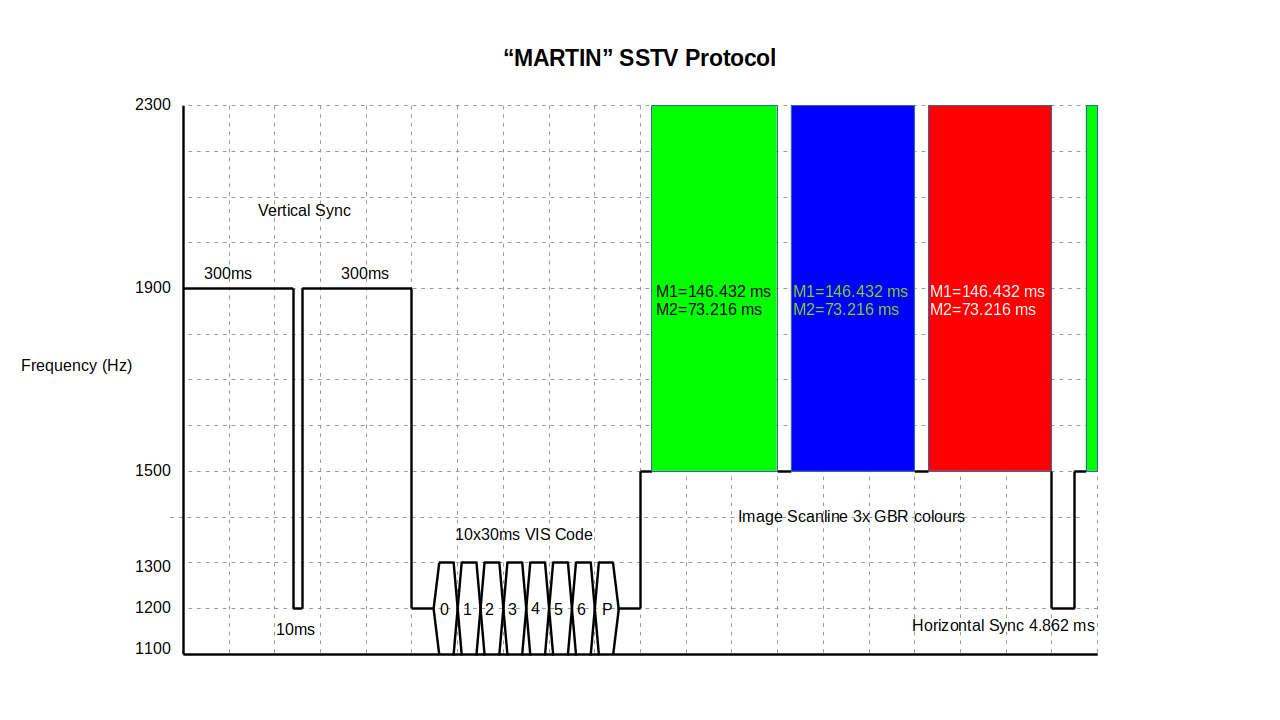 “MARTIN” SSTV Protocol
2300
Vertical Sync
300ms
300ms
1900
M1=146.432 ms
M2=73.216 ms
M1=146.432 ms
M2=73.216 ms
M1=146.432 ms
M2=73.216 ms
Frequency (Hz)
1500
Image Scanline 3x GBR colours
10x30ms VIS Code
1300
1200
0 1 2 3 4 5 6 P
10ms
Horizontal Sync 4.862 ms
1100